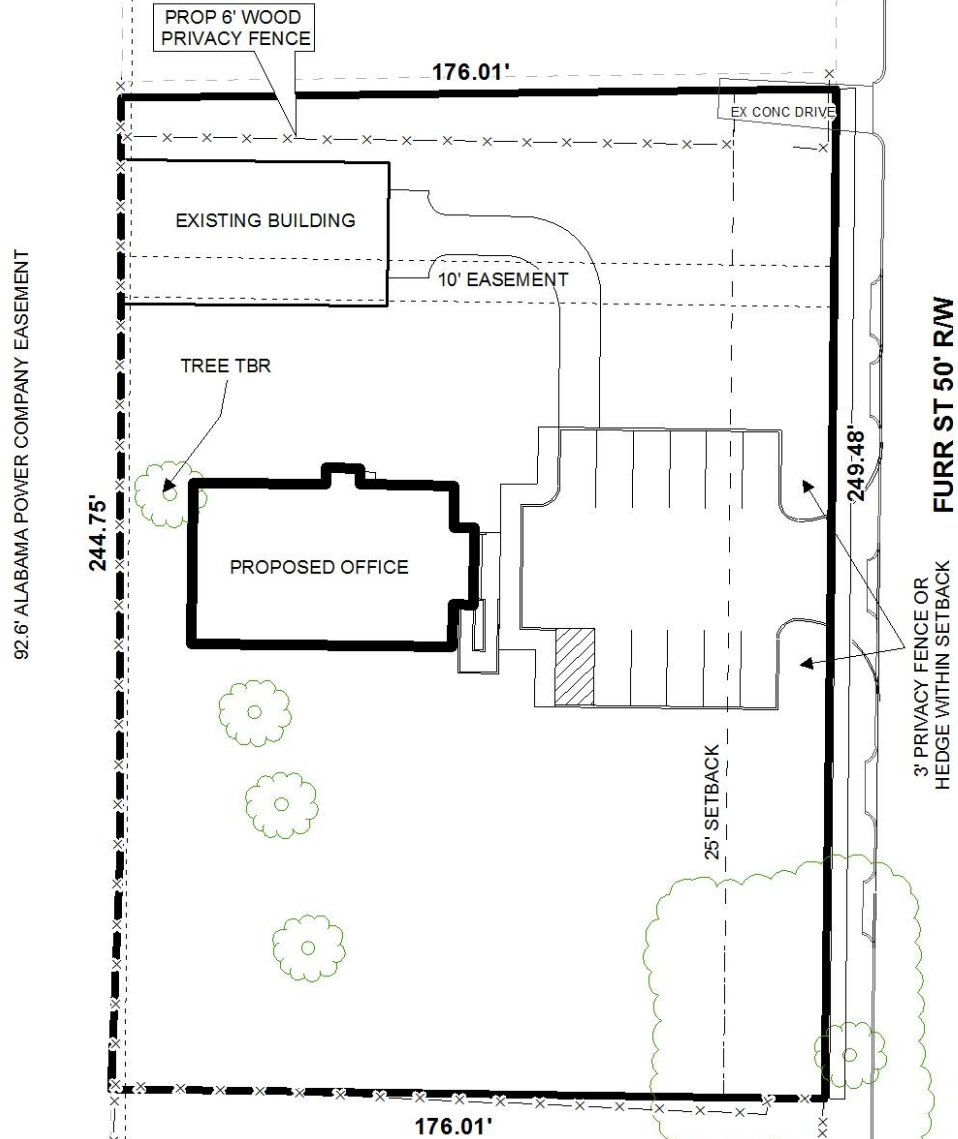 PROP 6' WOOD
PRIVACY FENCE
176.01'
EX CONC DRIVE
EXISTING BUILDING
10' EASEMENT
92.6' ALABAMA POWER COMPANY EASEMENT
TREE TBR
244.75'
249.48'
FURR ST 50' R/W
PROPOSED OFFICE
3' PRIVACY FENCE OR
HEDGE WITHIN SETBACK
25' SETBACK
176.01'